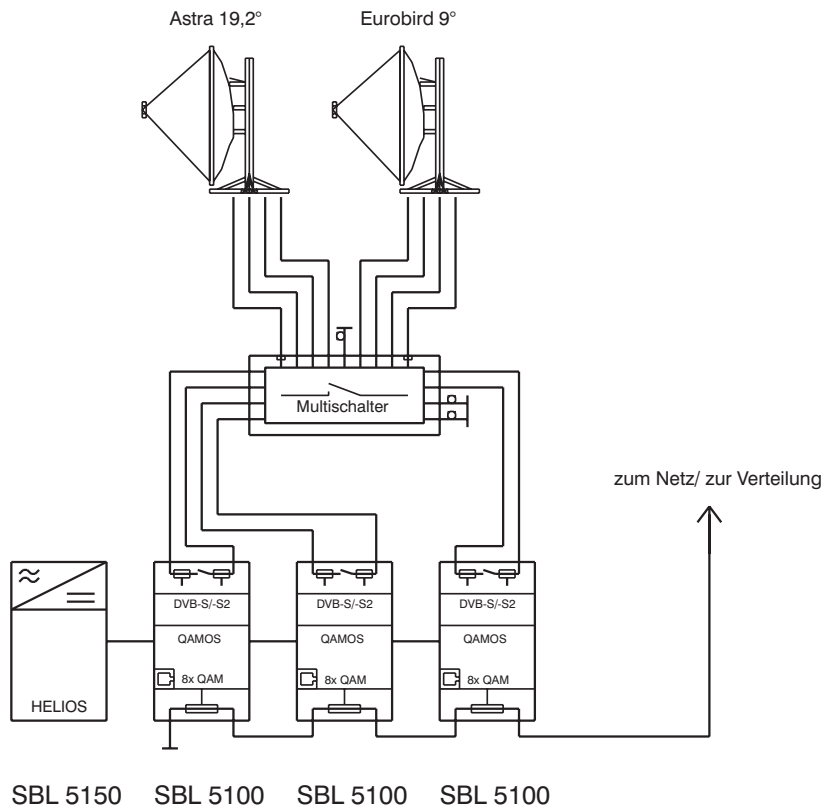 Astra 19,2° Eurobird 9°
Multischalter
zum Netz/ zur Verteilung
DVB-S/-S2 DVB-S/-S2 DVB-S/-S2
QAMOS QAMOS QAMOS
8x QAM 8x QAM 8x QAM
HELIOS
SBL 5150 SBL 5100 SBL 5100 SBL 5100